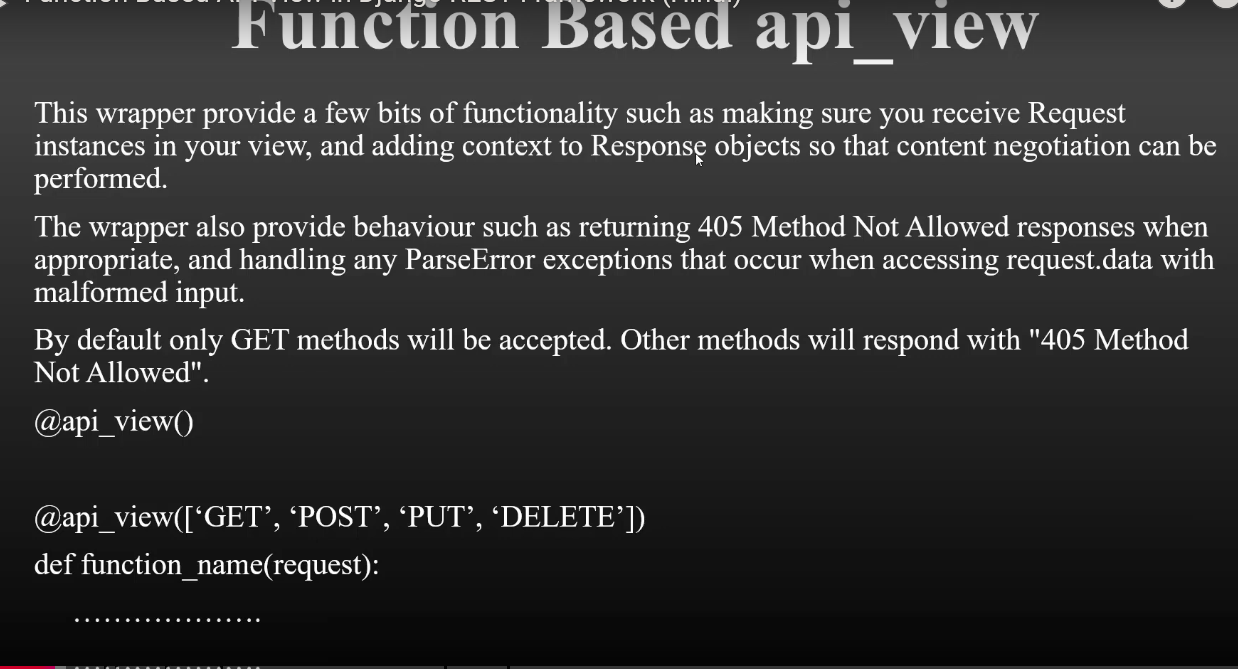 Function Based api_view
This wrapper provide a few bits of functionality such as making sure you receive Request
instances in your view, and adding context to Response objects so that content negotiation can be
performed.
The wrapper also provide behaviour such as returning 405 Method Not Allowed responses when
appropriate, and handling any ParseError exceptions that occur when accessing request.data with
malformed input.
By default only GET methods will be accepted. Other methods will respond with "405 Method
Not Allowed".
@api_view()
@api_view([‘GET’, ‘POST’, ‘PUT’, ‘DELETE’])
def function_name(request):
………………….